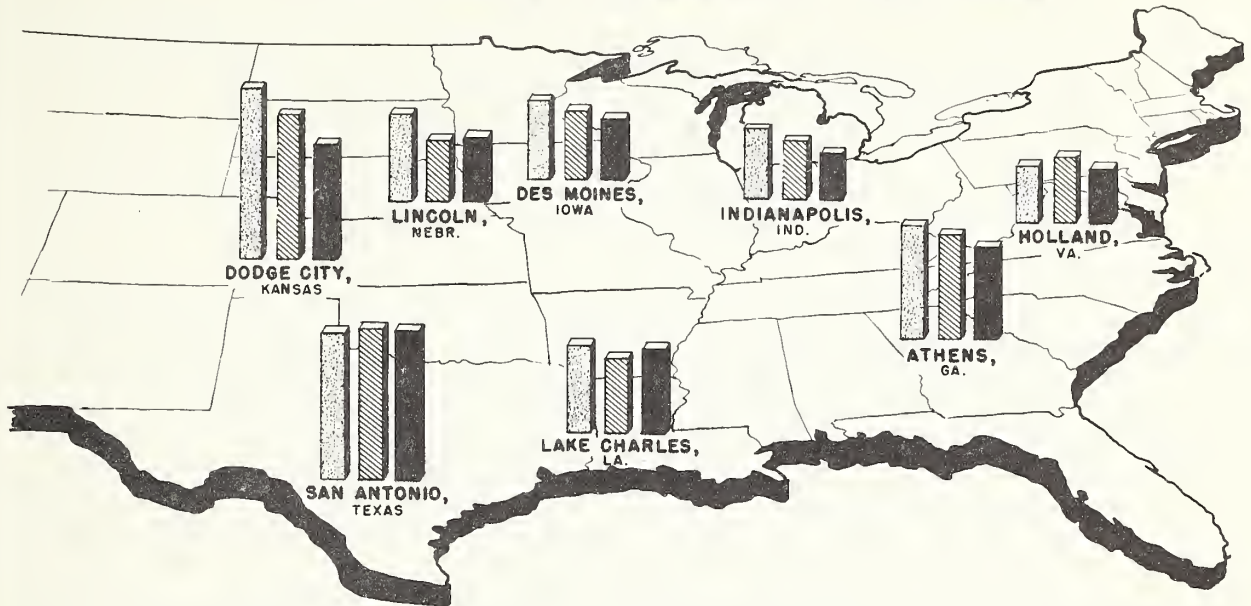 DES MOINES,
IOWA
LINCOLN,
NEBR.
INDIANAPOLIS,
IND.
HOLLAND,
VA.
DODGE CITY,
KANSAS
ATHENS,
GA.
LAKE CHARLES,
LA.
SAN ANTONIO,
TEXAS